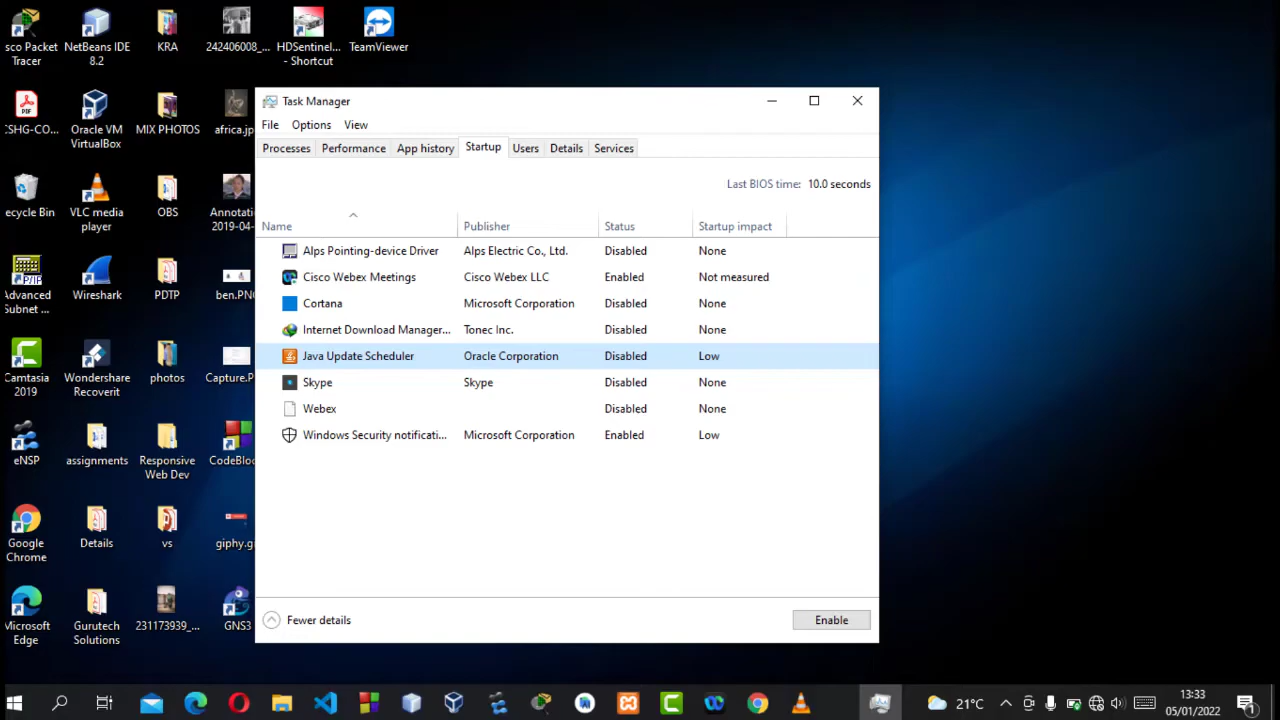 sco Packet
Tracer
NetBeans IDE
8.2
KRA
242406008_...
HDSentinel...
- Shortcut
TeamViewer
CSHG-CO...
Oracle VM
VirtualBox
MIX PHOTOS
africa.jp
ecycle Bin
VLC media
player
OBS
Annotati
2019-04-
Advanced
Subnet ...
Wireshark
PDTP
ben.PNG
Camtasia
2019
Wondershare
Recoverit
photos
Capture.P
eNSP
assignments
Responsive
Web Dev
CodeBloc
Google
Chrome
Details
vs
giphy.gi
Microsoft
Edge
Gurutech
Solutions
231173939_...
GNS3
Task Manager
File Options View
Processes Performance App history Startup Users Details Services
Last BIOS time: 10.0 seconds
Name Publisher Status Startup impact
Alps Pointing-device Driver Alps Electric Co., Ltd. Disabled None
Cisco Webex Meetings Cisco Webex LLC Enabled Not measured
Cortana Microsoft Corporation Disabled None
Internet Download Manager... Tonec Inc. Disabled None
Java Update Scheduler Oracle Corporation Disabled Low
Skype Skype Disabled None
Webex Disabled None
Windows Security notificati... Microsoft Corporation Enabled Low
Fewer details Enable
21°C
13:33
05/01/2022
1